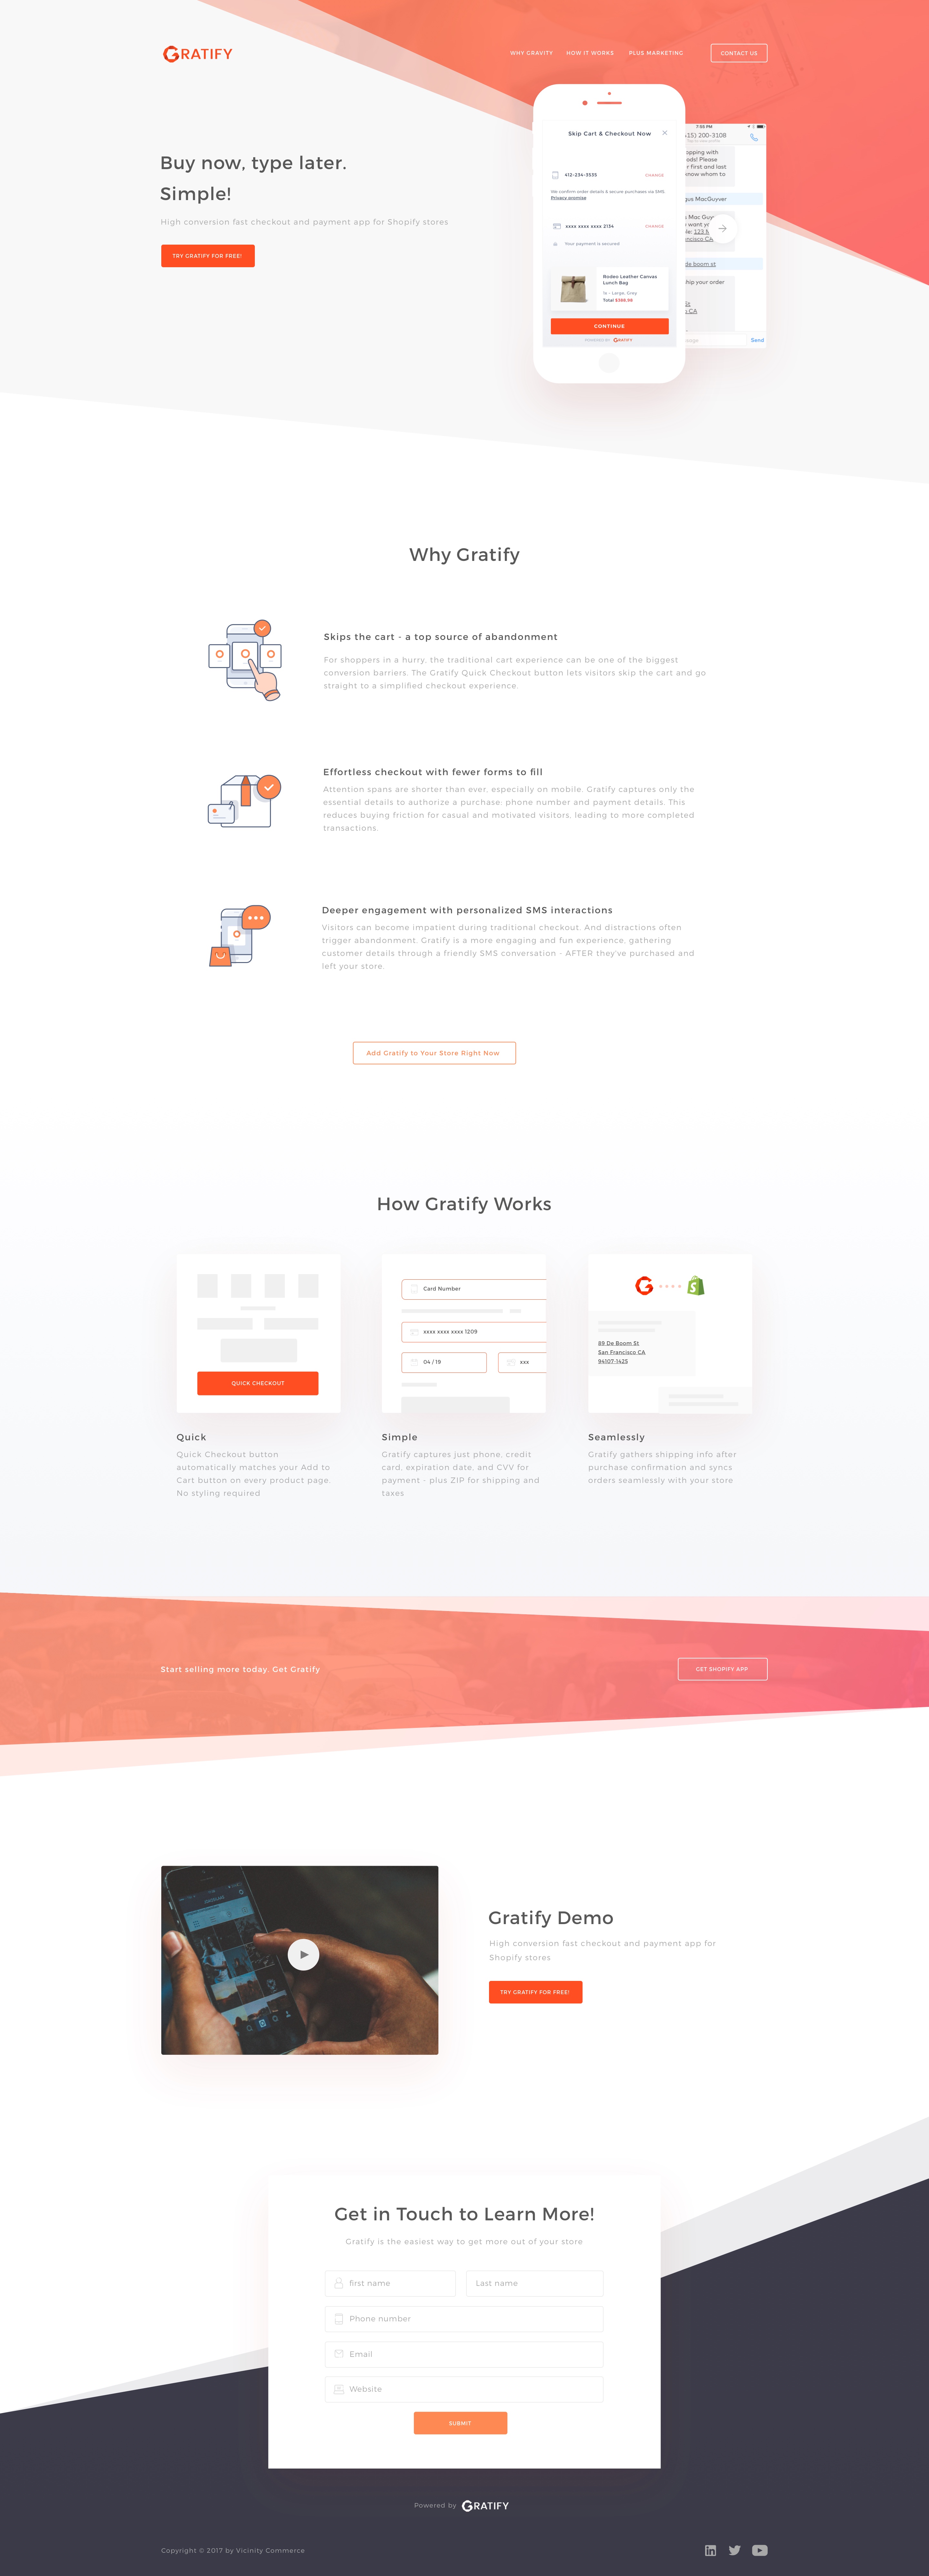 GRATIFY
WHY GRAVITY
HOW IT WORKS
PLUS MARKETING
CONTACT US
Buy now, type later.
Simple!
High conversion fast checkout and payment app for Shopify stores
TRY GRATIFY FOR FREE!
Skip Cart & Checkout Now
412-234-3535
CHANGE
We confirm order details & secure purchases via SMS.
Privacy promise
xxxx xxxx xxxx 2134
CHANGE
Your payment is secured
Rodeo Leather Canvas
Lunch Bag
1x - Large, Grey
Total $398.98
CONTINUE
POWERED BY GRATIFY
7:55 PM
15) 200-3108
opping with
ods! Please
r first and last
know whom to
gus MacGuyver
Mac Guy
want yr
le: 123
ncisco CA
de boom st
hip your order
St
CA
Send
Why Gratify
Skips the cart - a top source of abandonment
For shoppers in a hurry, the traditional cart experience can be one of the biggest
conversion barriers. The Gratify Quick Checkout button lets visitors skip the cart and go
straight to a simplified checkout experience.
Effortless checkout with fewer forms to fill
Attention spans are shorter than ever, especially on mobile. Gratify captures only the
essential details to authorize a purchase: phone number and payment details. This
reduces buying friction for casual and motivated visitors, leading to more completed
transactions.
Deeper engagement with personalized SMS interactions
Visitors can become impatient during traditional checkout. And distractions often
trigger abandonment. Gratify is a more engaging and fun experience, gathering
customer details through a friendly SMS conversation - AFTER they've purchased and
left your store.
Add Gratify to Your Store Right Now
How Gratify Works
QUICK CHECKOUT
Card Number
xxxx xxxx xxxx 1209
04 / 19
xxx
89 De Boom St
San Francisco CA
94107-1425
Quick
Quick Checkout button
automatically matches your Add to
Cart button on every product page.
No styling required
Simple
Gratify captures just phone, credit
card, expiration date, and CVV for
payment - plus ZIP for shipping and
taxes
Seamlessly
Gratify gathers shipping info after
purchase confirmation and syncs
orders seamlessly with your store
Start selling more today. Get Gratify
GET SHOPIFY APP
Gratify Demo
High conversion fast checkout and payment app for
Shopify stores
TRY GRATIFY FOR FREE!
Get in Touch to Learn More!
Gratify is the easiest way to get more out of your store
first name
Last name
Phone number
Email
Website
SUBMIT
Powered by GRATIFY
Copyright © 2017 by Vicinity Commerce